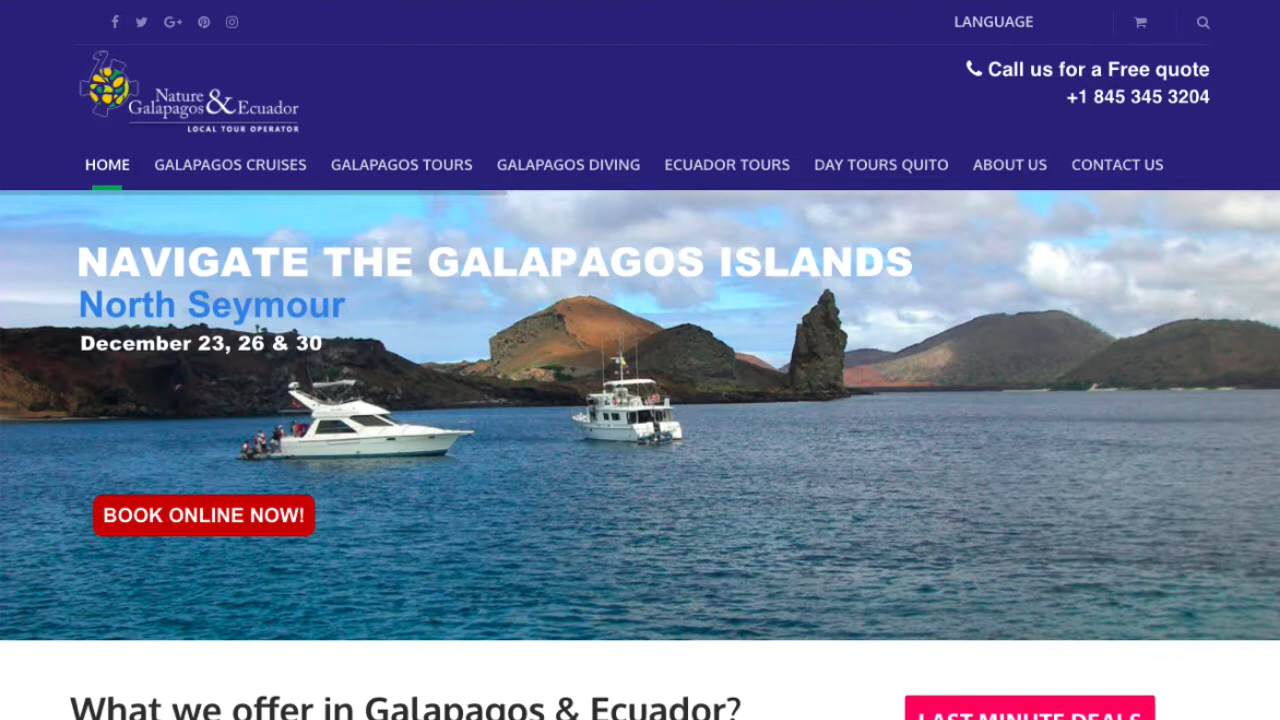 LANGUAGE
Nature
Galapagos & Ecuador
LOCAL TOUR OPERATOR
Call us for a Free quote
+1 845 345 3204
HOME GALAPAGOS CRUISES GALAPAGOS TOURS GALAPAGOS DIVING ECUADOR TOURS DAY TOURS QUITO ABOUT US CONTACT US
NAVIGATE THE GALAPAGOS ISLANDS
North Seymour
December 23, 26 & 30
BOOK ONLINE NOW!
What we offer in Galapagos & Ecuador?
LAST MINUTE DEALS